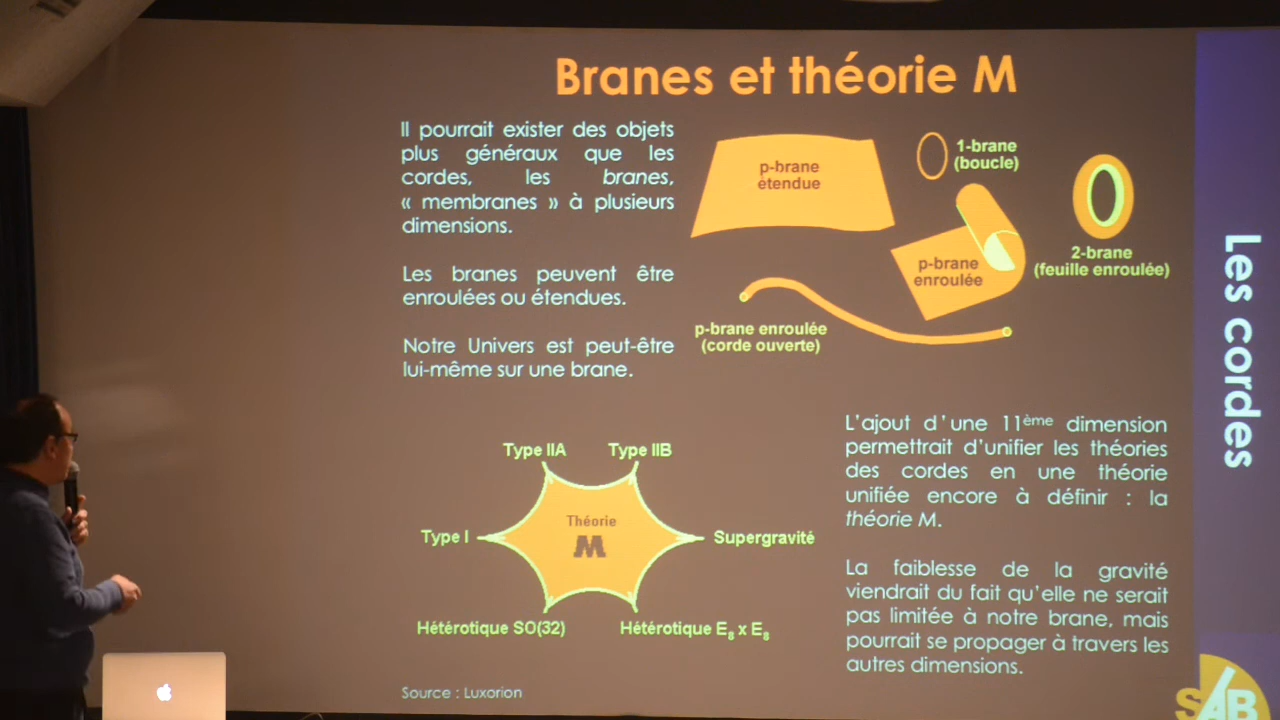 Branes et théorie M
Il pourrait exister des objets
plus généraux que les
cordes, les branes,
« membranes » à plusieurs
dimensions.
Les branes peuvent être
enroulées ou étendues.
Notre Univers est peut-être
lui-même sur une brane.
p-brane
étendue
1-brane
(boucle)
2-brane
(feuille enroulée)
p-brane
enroulée
p-brane enroulée
(corde ouverte)
Type IIA
Type IIB
Type I
Théorie
M
Supergravité
Hétérotique SO(32)
Hétérotique E₈ x E₈
L'ajout d'une 11ème dimension
permettrait d'unifier les théories
des cordes en une théorie
unifiée encore à définir : la
théorie M.
La faiblesse de la gravité
viendrait du fait qu'elle ne serait
pas limitée à notre brane, mais
pourrait se propager à travers les
autres dimensions.
Source : Luxorion
Les cordes
SAB